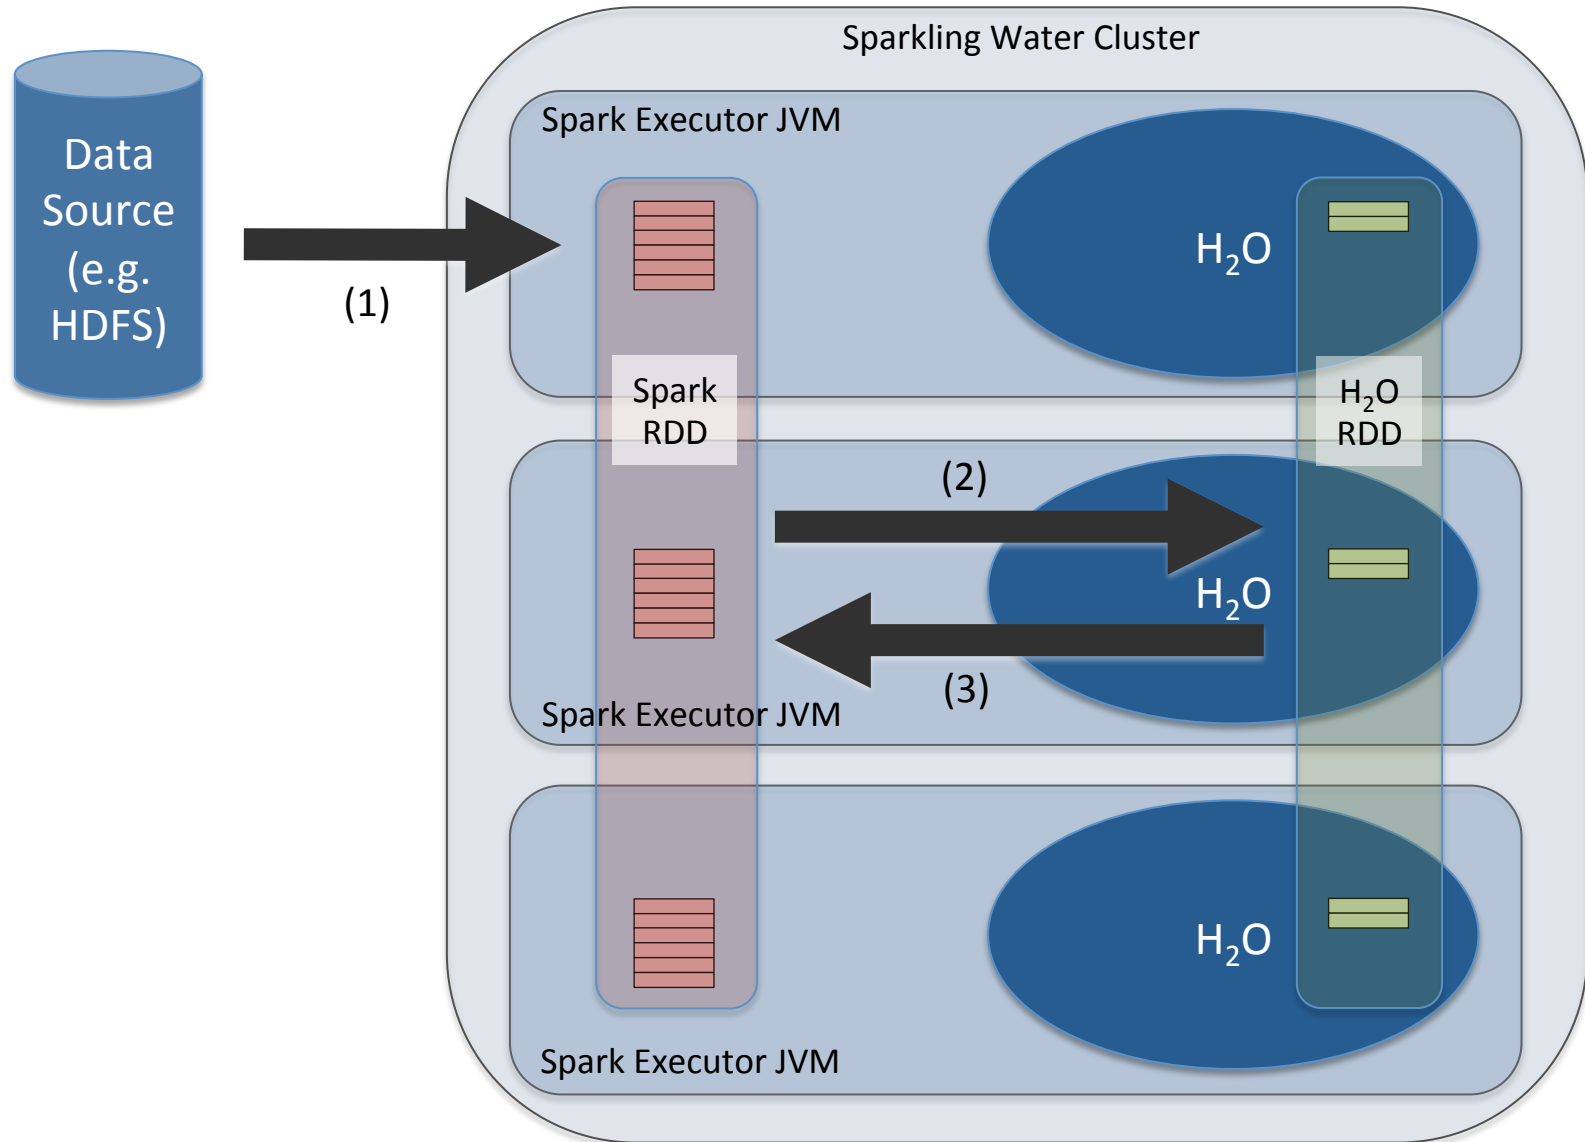 Sparkling Water Cluster
Data
Source
(e.g.
HDFS)
(1)
Spark Executor JVM
H₂O
Spark
RDD
H₂O
RDD
(2)
H₂O
(3)
Spark Executor JVM
H₂O
Spark Executor JVM